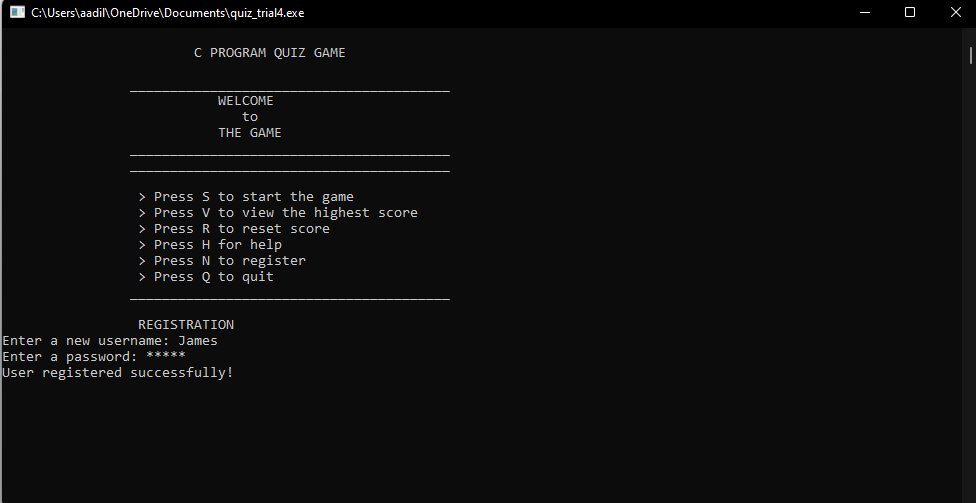 C:\Users\aadil\OneDrive\Documents\quiz_trial4.exe
C PROGRAM QUIZ GAME
________________________________________
WELCOME
to
THE GAME
________________________________________
________________________________________
> Press S to start the game
> Press V to view the highest score
> Press R to reset score
> Press H for help
> Press N to register
> Press Q to quit
________________________________________
REGISTRATION
Enter a new username: James
Enter a password: *****
User registered successfully!